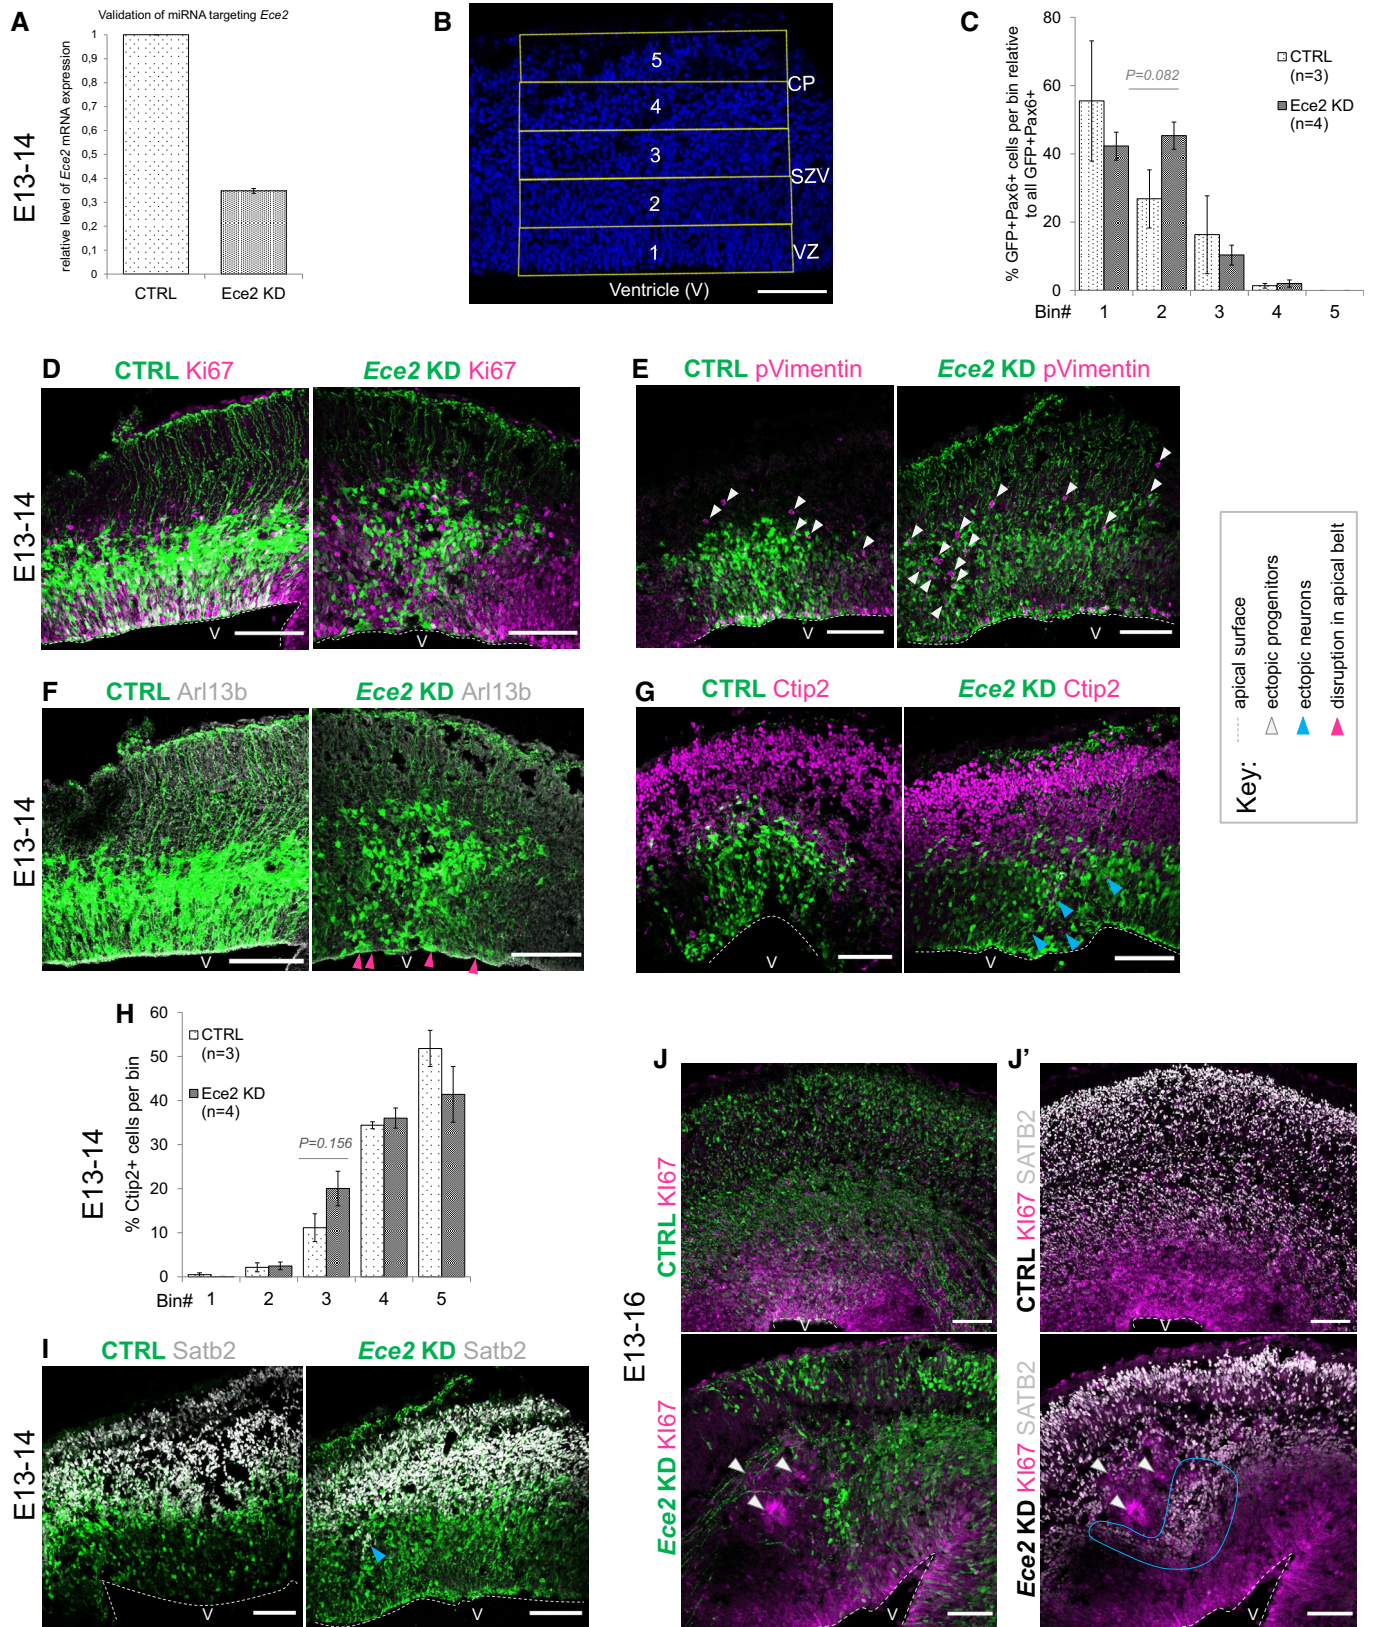 A
Validation of miRNA targeting Ece2
E13-14
relative level of Ece2 mRNA expression
1
0,9
0,8
0,7
0,6
0,5
0,4
0,3
0,2
0,1
0
CTRL
Ece2 KD
B
5
4
3
2
1
CP
SZV
VZ
Ventricle (V)
C
% GFP+Pax6+ cells per bin relative
to all GFP+Pax6+
80
60
40
20
0
P=0.082
CTRL
(n=3)
Ece2 KD
(n=4)
Bin# 1 2 3 4 5
D
CTRL Ki67
Ece2 KD Ki67
E13-14
V
V
E
CTRL pVimentin
Ece2 KD pVimentin
V
V
F
CTRL Arl13b
Ece2 KD Arl13b
E13-14
V
V
G
CTRL Ctip2
Ece2 KD Ctip2
V
V
Key:
apical surface
ectopic progenitors
ectopic neurons
disruption in apical belt
H
E13-14
% Ctip2+ cells per bin
60
50
40
30
20
10
0
CTRL
(n=3)
Ece2 KD
(n=4)
P=0.156
Bin# 1 2 3 4 5
I
CTRL Satb2
Ece2 KD Satb2
E13-14
V
V
J
E13-16
CTRL KI67
V
Ece2 KD KI67
V
J’
CTRL KI67 SATB2
V
Ece2 KD KI67 SATB2
V